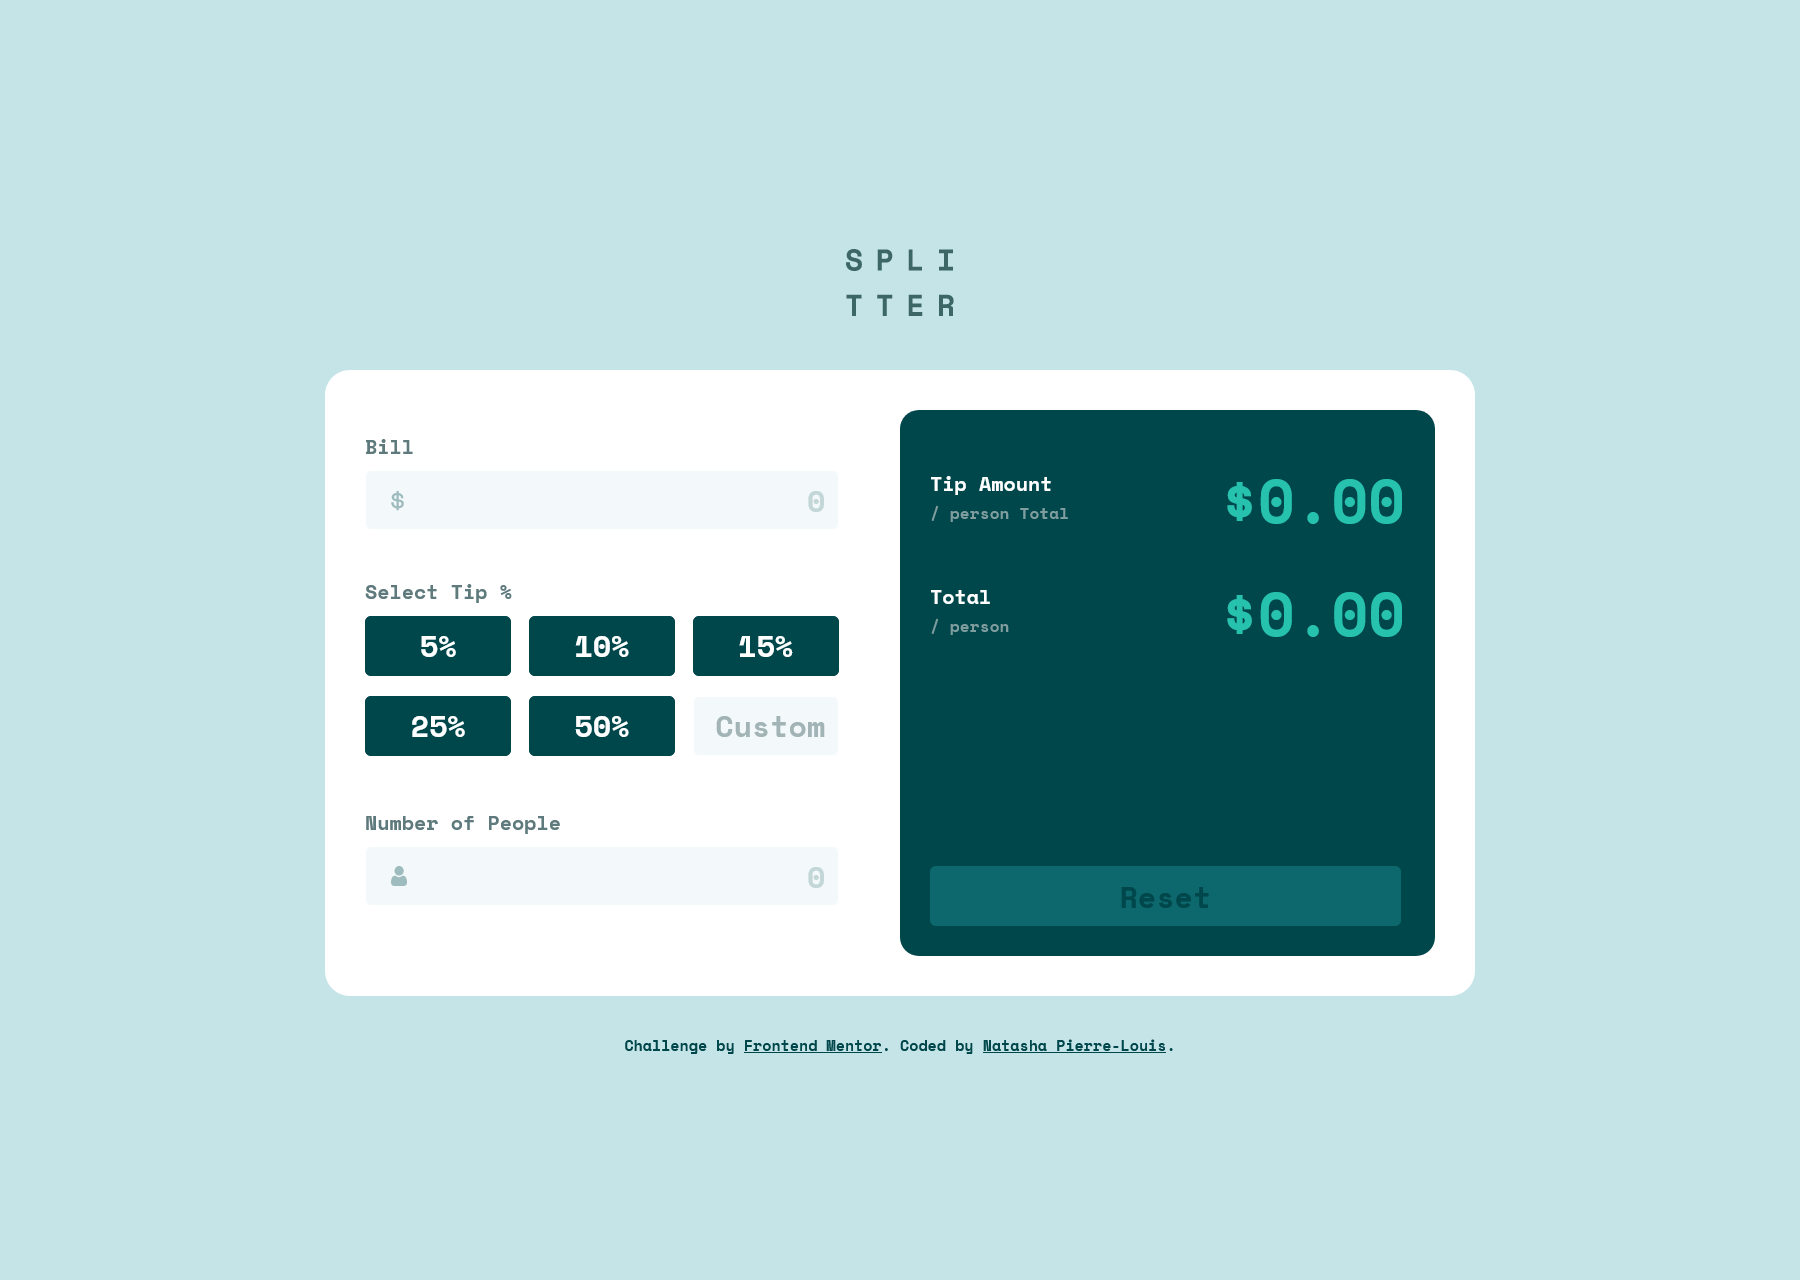 SPLI
TTER
Bill
$ 0
Select Tip %
5% 10% 15%
25% 50% Custom
Number of People
0
Tip Amount
/ person Total
$0.00
Total
/ person
$0.00
Reset
Challenge by Frontend Mentor. Coded by Natasha Pierre-Louis.